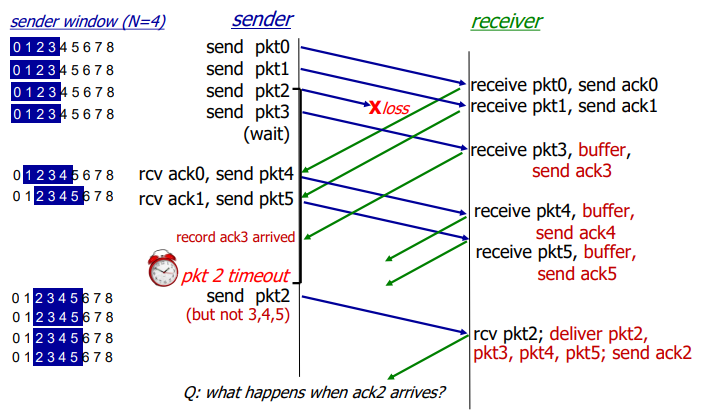 sender window (N=4)
sender
receiver
0 1 2 3 4 5 6 7 8
send pkt0
0 1 2 3 4 5 6 7 8
send pkt1
0 1 2 3 4 5 6 7 8
send pkt2
0 1 2 3 4 5 6 7 8
send pkt3
(wait)
X loss
receive pkt0, send ack0
receive pkt1, send ack1
receive pkt3, buffer,
send ack3
0 1 2 3 4 5 6 7 8
rcv ack0, send pkt4
0 1 2 3 4 5 6 7 8
rcv ack1, send pkt5
record ack3 arrived
receive pkt4, buffer,
send ack4
receive pkt5, buffer,
send ack5
pkt 2 timeout
0 1 2 3 4 5 6 7 8
send pkt2
0 1 2 3 4 5 6 7 8
(but not 3,4,5)
0 1 2 3 4 5 6 7 8
0 1 2 3 4 5 6 7 8
rcv pkt2; deliver pkt2,
pkt3, pkt4, pkt5; send ack2
Q: what happens when ack2 arrives?